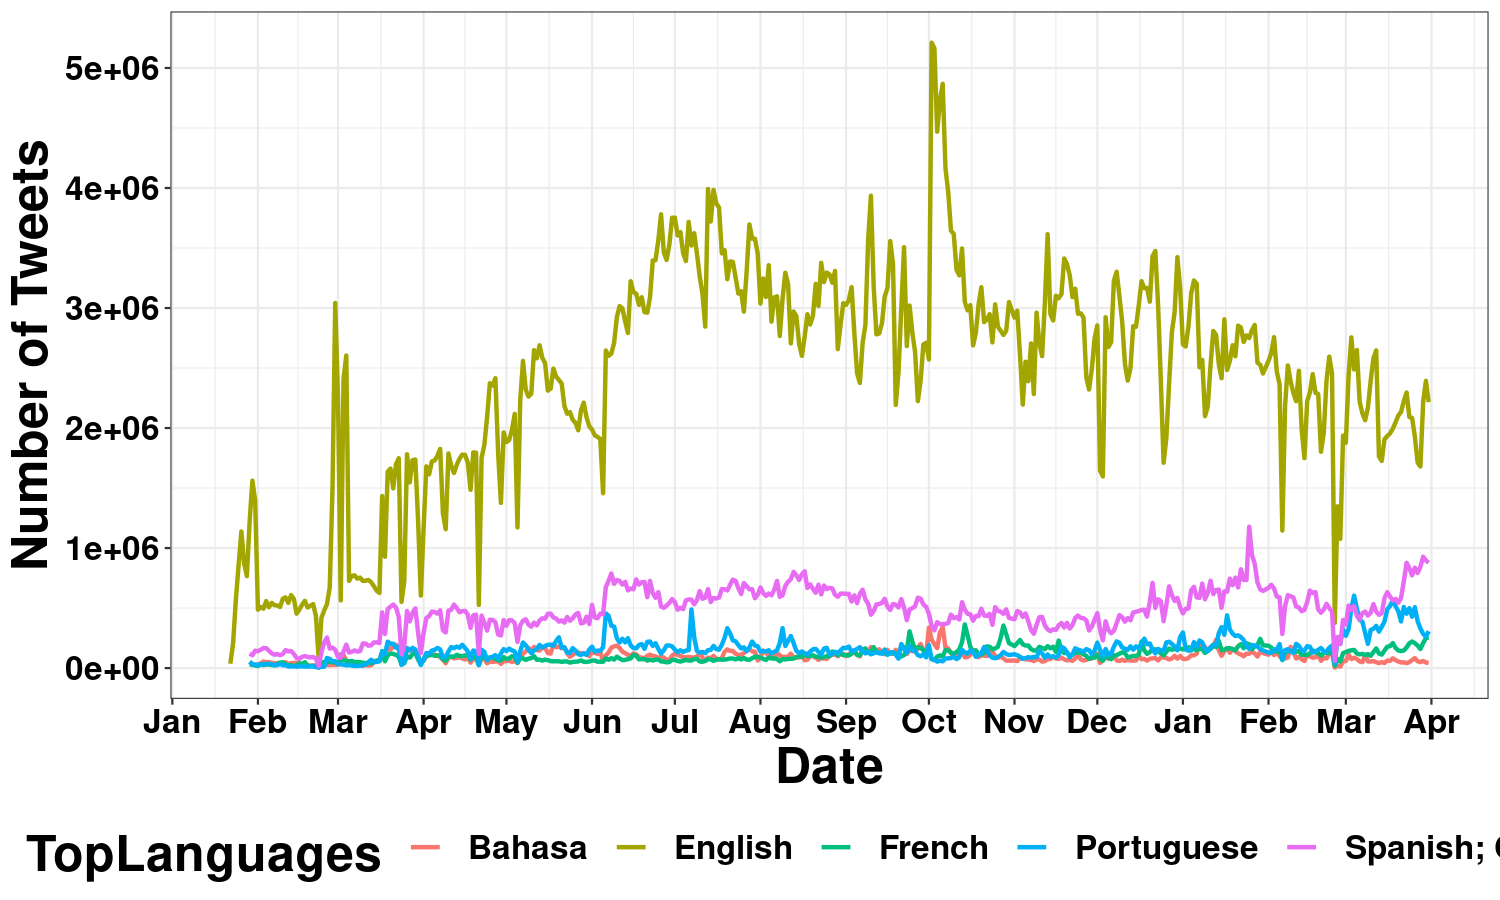 Number of Tweets
5e+06
4e+06
3e+06
2e+06
1e+06
0e+00
Jan Feb Mar Apr May Jun Jul Aug Sep Oct Nov Dec Jan Feb Mar Apr
Date
TopLanguages Bahasa English French Portuguese Spanish;